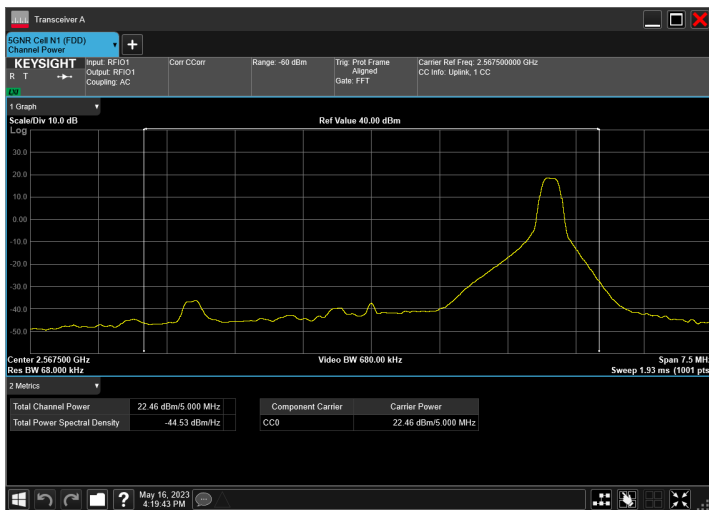 Transceiver A
5GNR Cell N1 (FDD)
Channel Power
KEYSIGHT
R T
LXI
Input: RFIO1
Output: RFIO1
Coupling: AC
Corr CCorr
Range: -60 dBm
Trig: Prot Frame
Aligned
Gate: FFT
Carrier Ref Freq: 2.567500000 GHz
CC Info: Uplink, 1 CC
1 Graph
Scale/Div 10.0 dB
Ref Value 40.00 dBm
Log
30.0
20.0
10.0
0.00
-10.0
-20.0
-30.0
-40.0
-50.0
Center 2.567500 GHz
Video BW 680.00 kHz
Span 7.5 MHz
Res BW 68.000 kHz
Sweep 1.93 ms (1001 pts
2 Metrics
Total Channel Power 22.46 dBm/5.000 MHz
Total Power Spectral Density -44.53 dBm/Hz
Component Carrier Carrier Power
CC0 22.46 dBm/5.000 MHz
?
May 16, 2023
4:19:43 PM